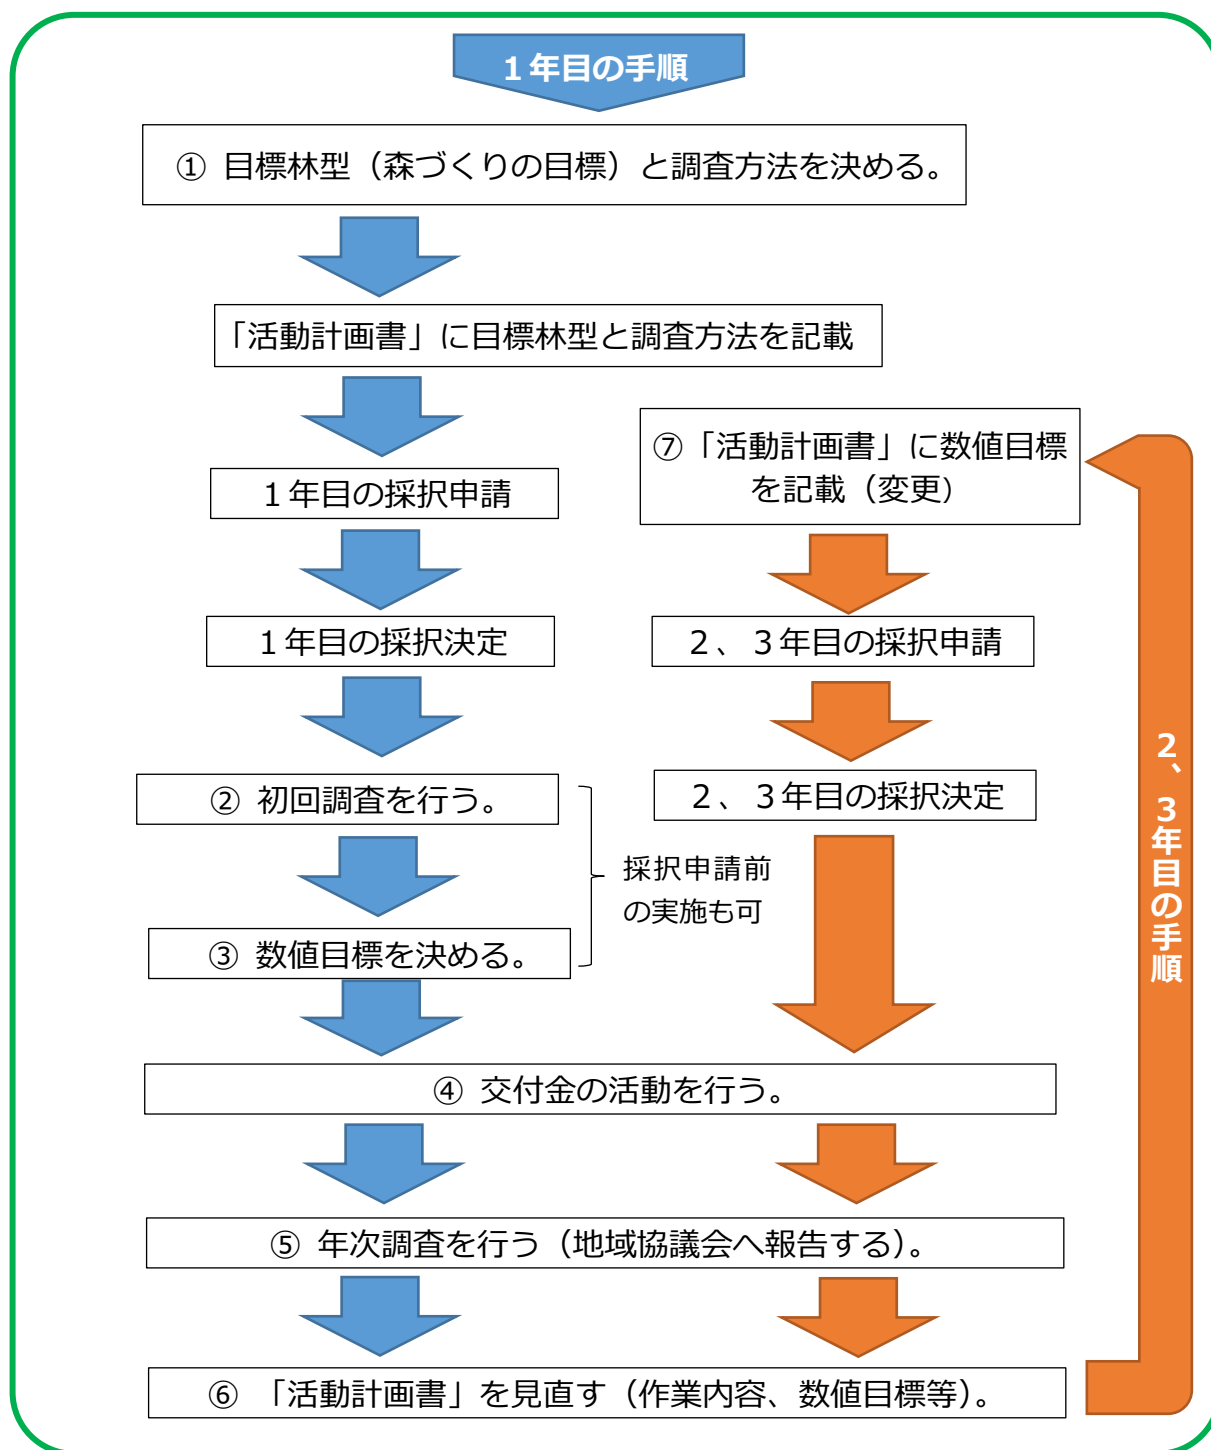 １年目の手順
① 目標林型（森づくりの目標）と調査方法を決める。
「活動計画書」に目標林型と調査方法を記載
１年目の採択申請
１年目の採択決定
② 初回調査を行う。
③ 数値目標を決める。
採択申請前
の実施も可
⑦「活動計画書」に数値目標
を記載（変更）
２、３年目の採択申請
２、３年目の採択決定
２、３年目の手順
④ 交付金の活動を行う。
⑤ 年次調査を行う（地域協議会へ報告する）。
⑥ 「活動計画書」を見直す（作業内容、数値目標等）。